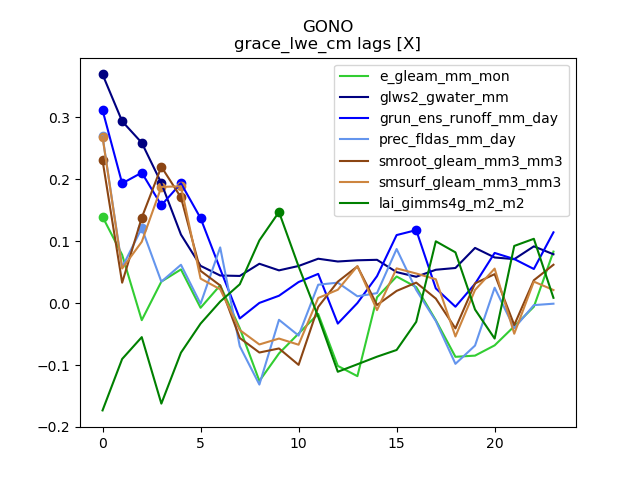 GONO
grace_lwe_cm lags [X]
e_gleam_mm_mon
glws2_gwater_mm
grun_ens_runoff_mm_day
prec_fldas_mm_day
smroot_gleam_mm3_mm3
smsurf_gleam_mm3_mm3
lai_gimms4g_m2_m2
0.3
0.2
0.1
0.0
−0.1
−0.2
0 5 10 15 20